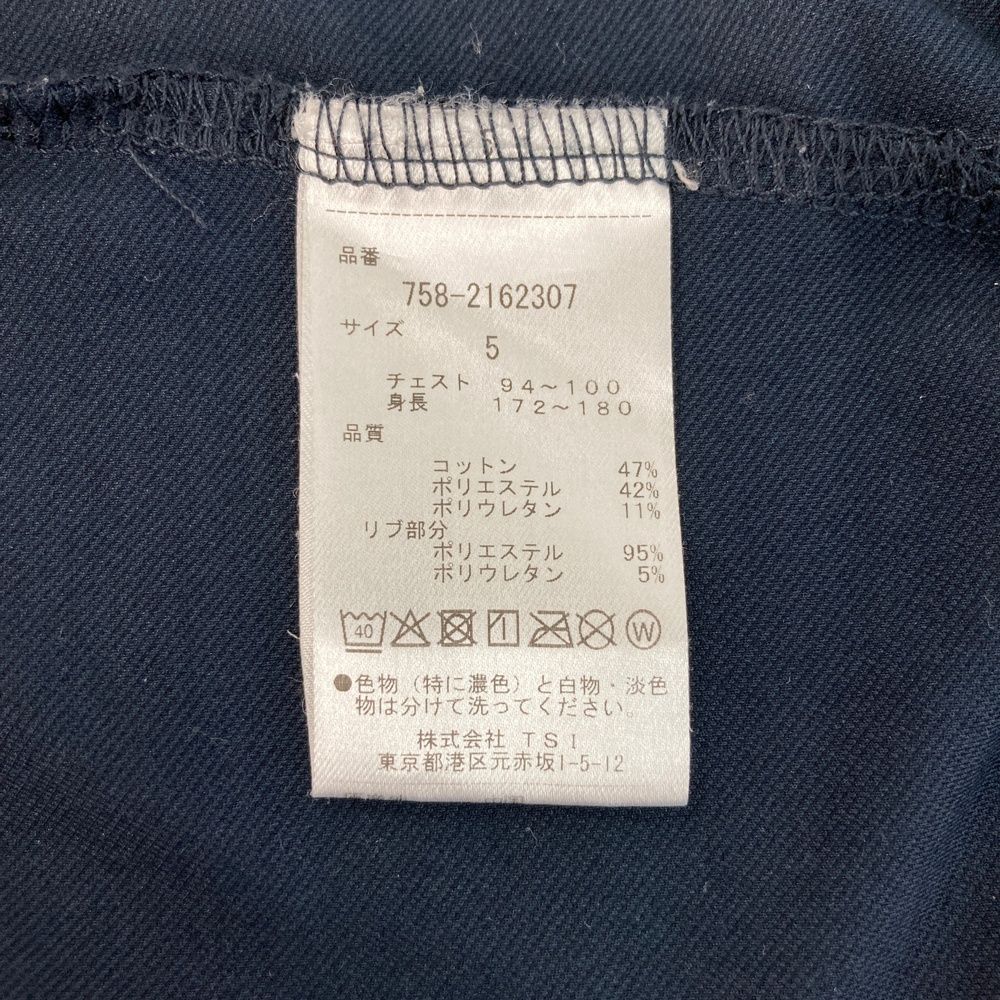 品番
758-2162307
サイズ
5
チェスト 94～100
身長 172～180
品質
コットン 47%
ポリエステル 42%
ポリウレタン 11%
リブ部分
ポリエステル 95%
ポリウレタン 5%
40 W
●色物（特に濃色）と白物・淡色
物は分けて洗ってください。
株式会社 TSI
東京都港区元赤坂1-5-12